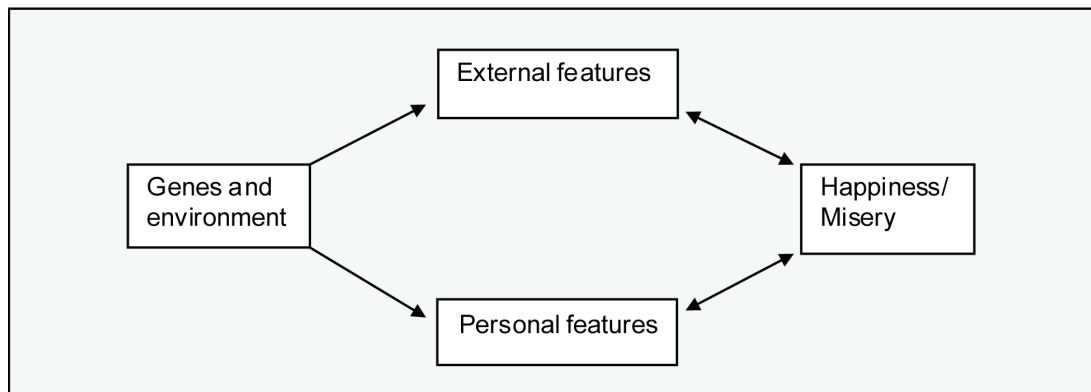 External features
Genes and
environment
Happiness/
Misery
Personal features